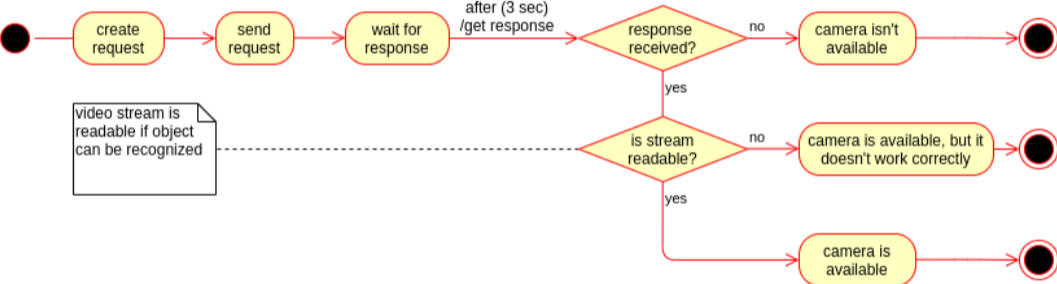 create
request
send
request
wait for
response
after (3 sec)
/get response
response
received?
no
camera isn't
available
yes
video stream is
readable if object
can be recognized
is stream
readable?
no
camera is available, but it
doesn't work correctly
yes
camera is
available